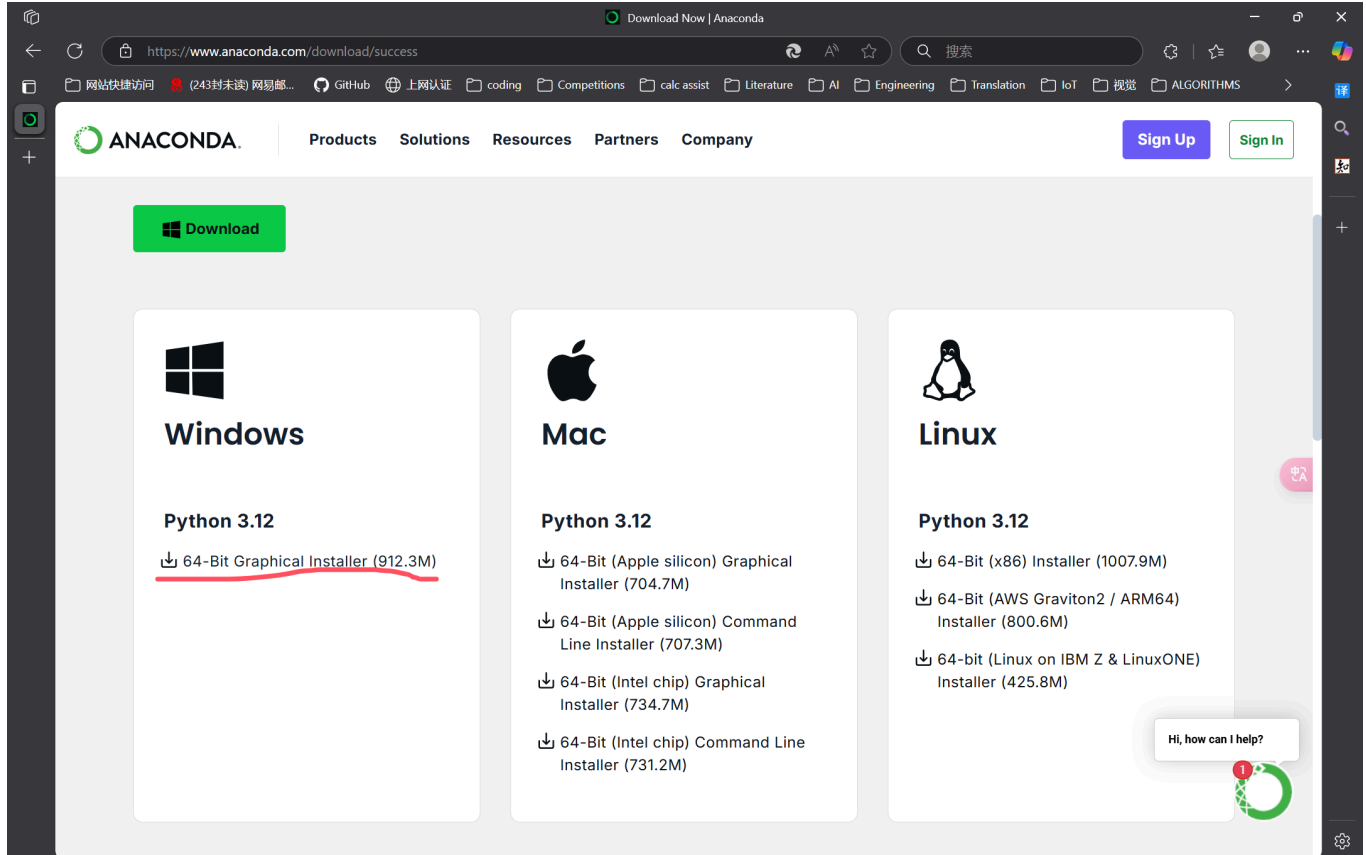 Download Now | Anaconda
https://www.anaconda.com/download/success
搜索
网站快捷访问
(243封未读) 网易邮...
GitHub
上网认证
coding
Competitions
calc assist
Literature
AI
Engineering
Translation
IoT
视觉
ALGORITHMS
译
知
ANACONDA.
Products
Solutions
Resources
Partners
Company
Sign Up
Sign In
Download
Windows
Python 3.12
64-Bit Graphical Installer (912.3M)
Mac
Python 3.12
64-Bit (Apple silicon) Graphical
Installer (704.7M)
64-Bit (Apple silicon) Command
Line Installer (707.3M)
64-Bit (Intel chip) Graphical
Installer (734.7M)
64-Bit (Intel chip) Command Line
Installer (731.2M)
Linux
Python 3.12
64-Bit (x86) Installer (1007.9M)
64-Bit (AWS Graviton2 / ARM64)
Installer (800.6M)
64-bit (Linux on IBM Z & LinuxONE)
Installer (425.8M)
中 A
Hi, how can I help?
1